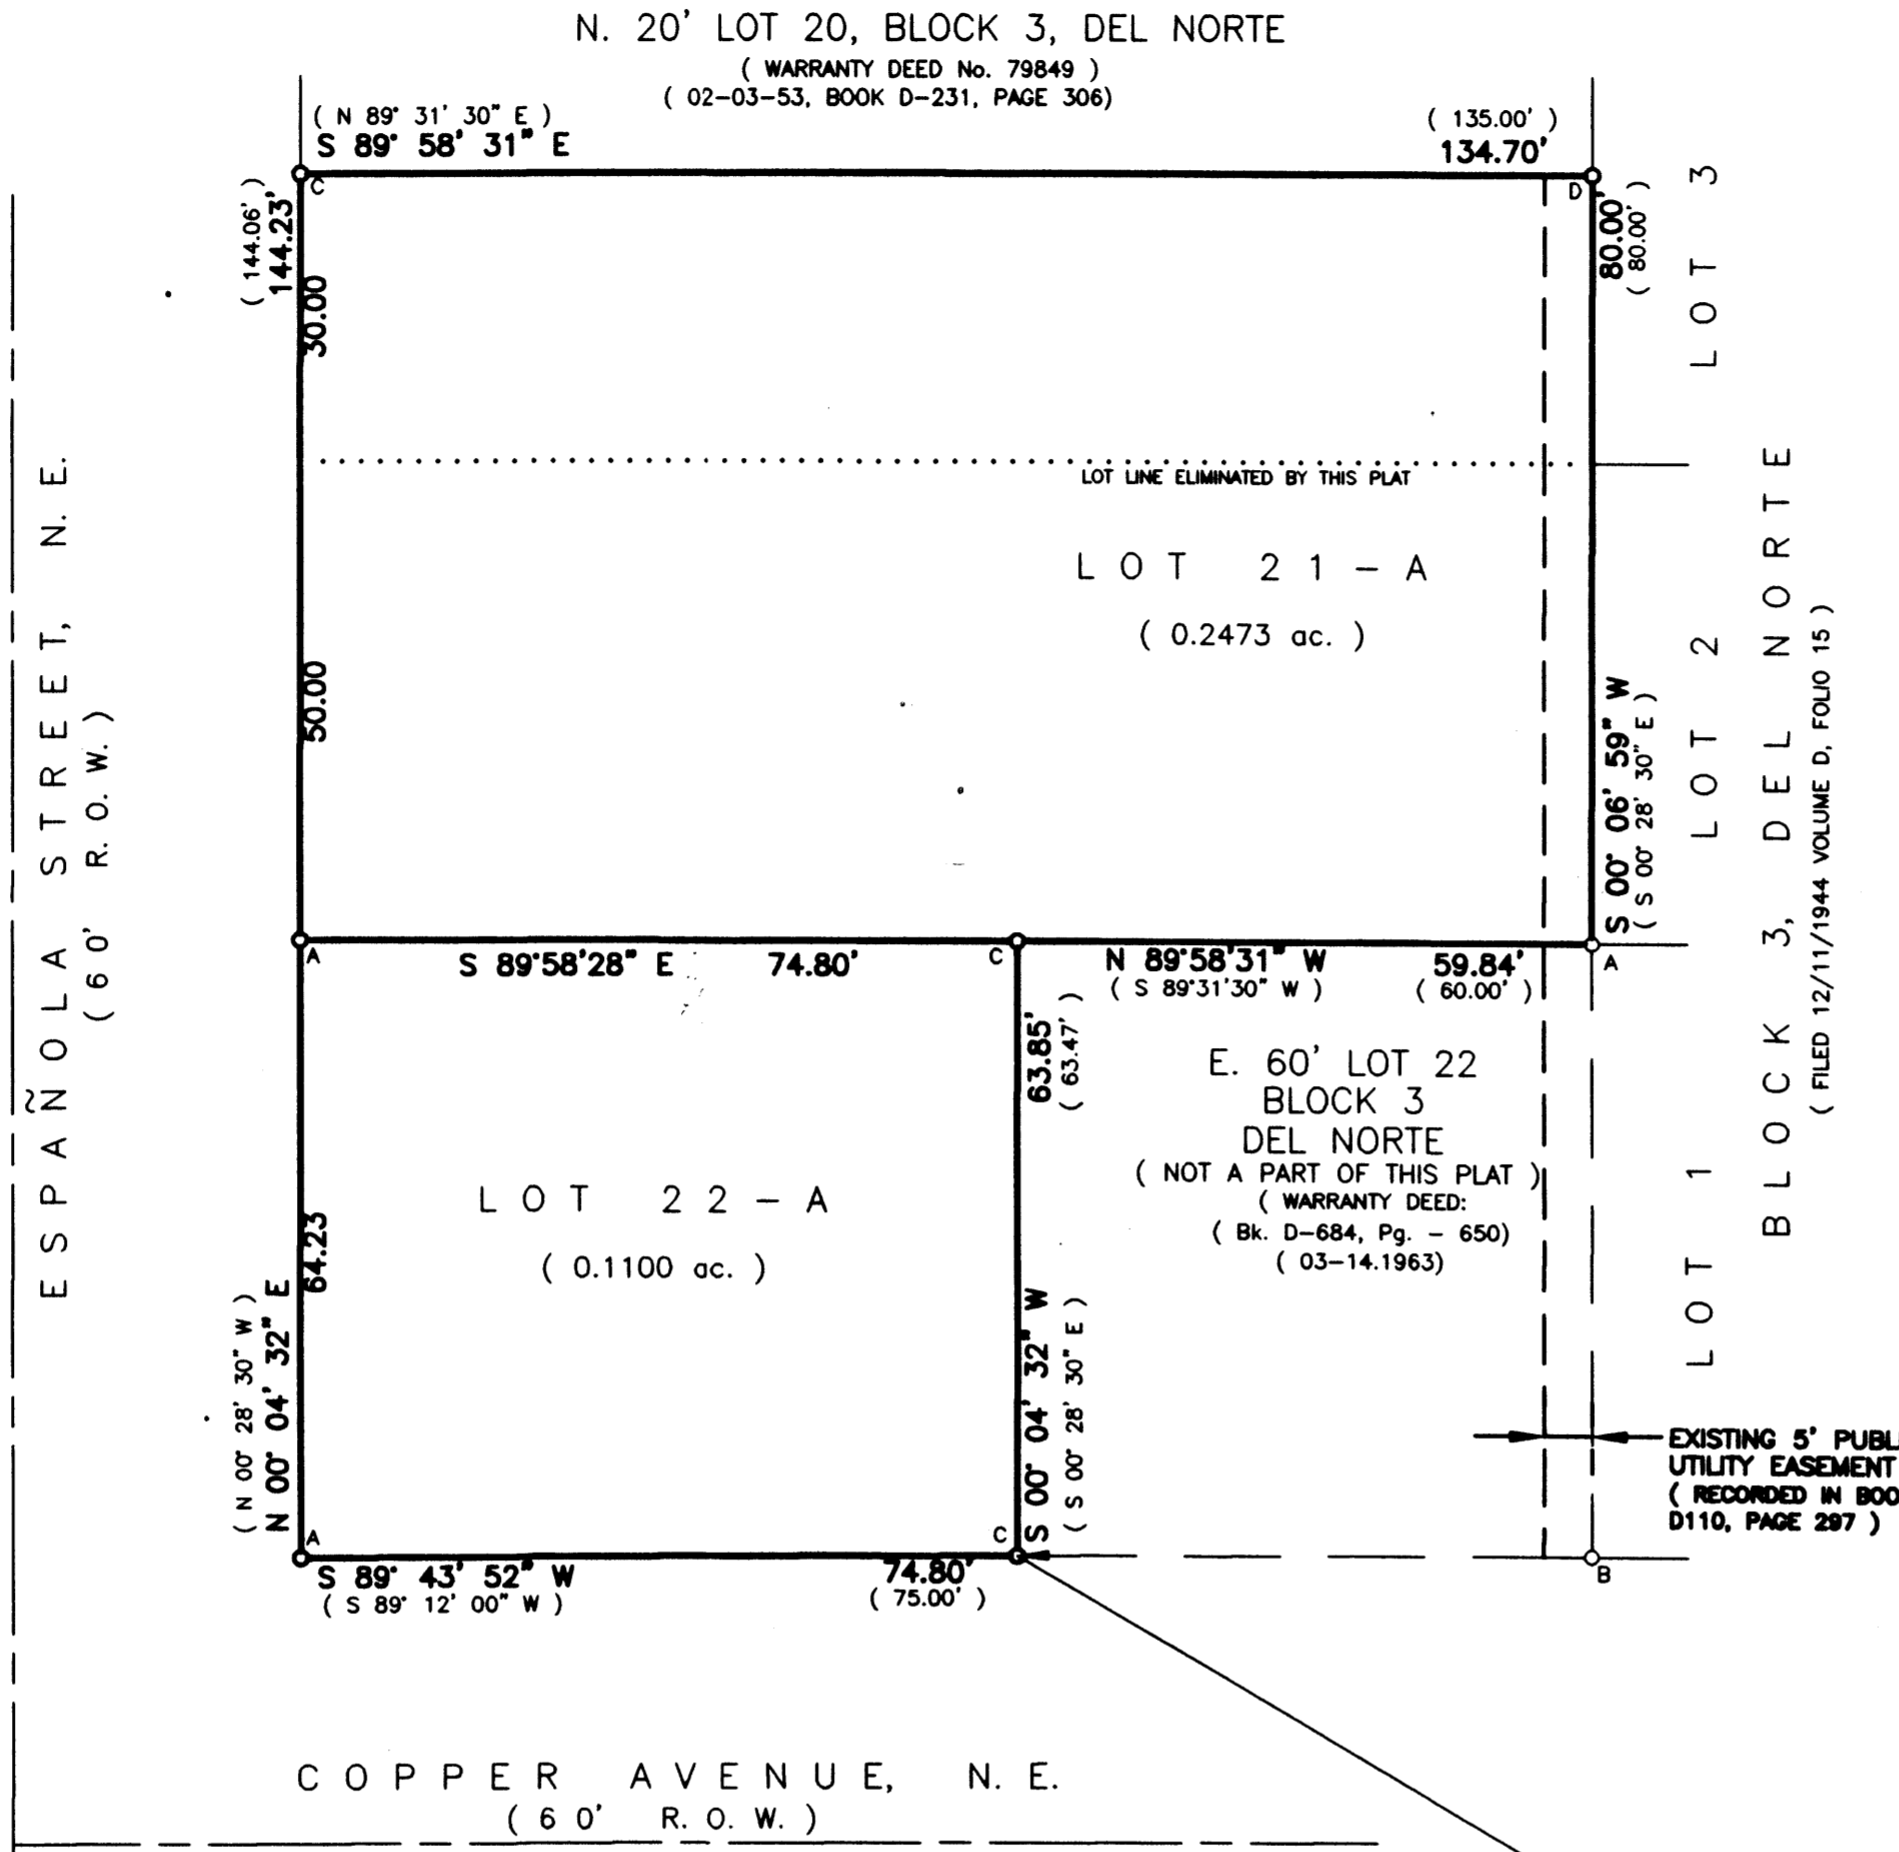 N. 20' LOT 20, BLOCK 3, DEL NORTE
( WARRANTY DEED No. 79849 )
( 02-03-53, BOOK D-231, PAGE 306)
( N 89° 31' 30" E )
S 89° 58' 31" E
( 135.00' )
134.70'
C
D
( 144.06' )
144.23'
30.00
80.00'
( 80.00' )
LOT 3
LOT LINE ELIMINATED BY THIS PLAT
LOT 21-A
( 0.2473 ac. )
50.00
S 00° 06' 59" W
( S 00° 28' 30" E )
LOT 2
BLOCK 3, DEL NORTE
( FILED 12/11/1944 VOLUME D, FOLIO 15 )
ESPAÑOLA STREET, N. E.
( 60' R. O. W. )
A
S 89°58'28" E 74.80'
C
N 89°58'31" W 59.84'
( S 89°31'30" W ) ( 60.00' )
A
63.85'
( 63.47' )
E. 60' LOT 22
BLOCK 3
DEL NORTE
( NOT A PART OF THIS PLAT )
( WARRANTY DEED:
( Bk. D-684, Pg. - 650)
( 03-14.1963)
LOT 22-A
( 0.1100 ac. )
64.23
N 00° 04' 32" E
( N 00° 28' 30" W )
S 00° 04' 32" W
( S 00° 28' 30" E )
LOT 1
EXISTING 5' PUBL
UTILITY EASEMENT
( RECORDED IN BOO
D110, PAGE 297 )
A
C
B
S 89° 43' 52" W 74.80'
( S 89° 12' 00" W ) ( 75.00' )
COPPER AVENUE, N. E.
( 60' R. O. W. )